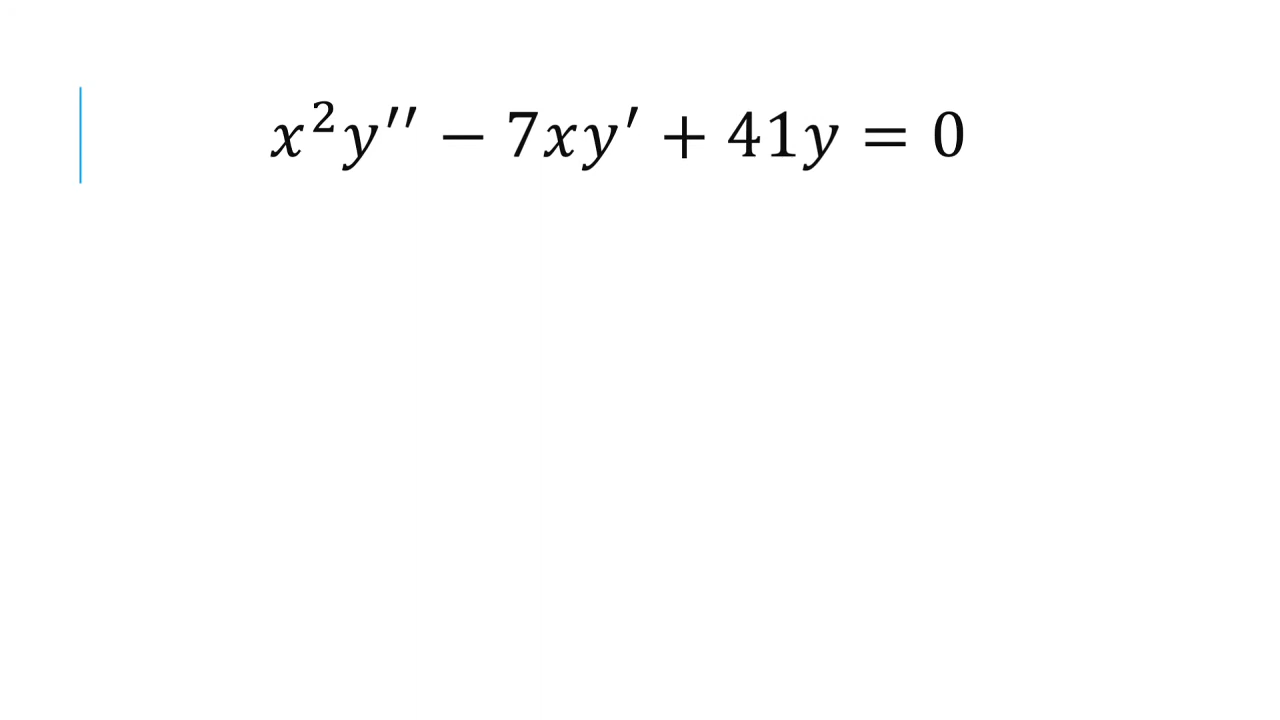 x²y′′ − 7xy′ + 41y = 0